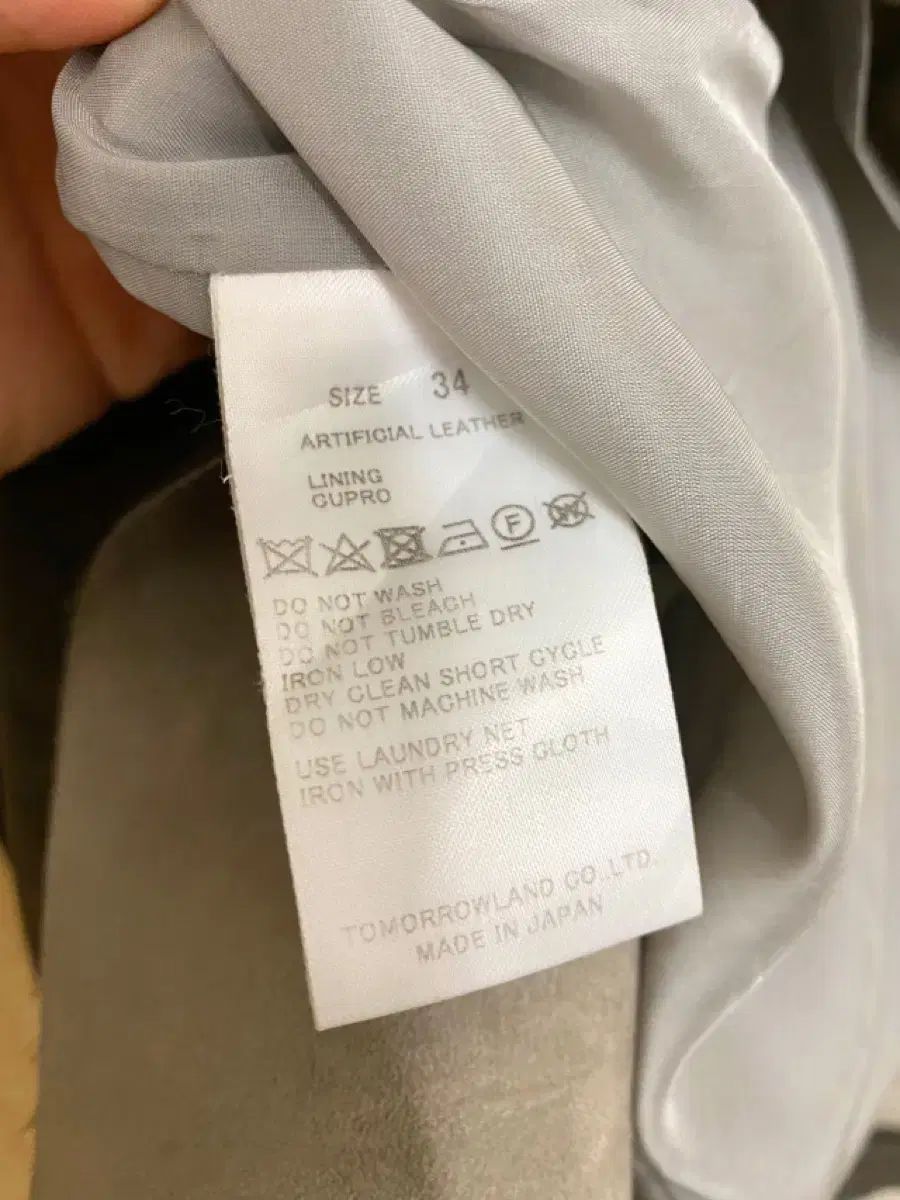 SIZE 34
ARTIFICIAL LEATHER
LINING
CUPRO
F W
DO NOT WASH
DO NOT BLEACH
DO NOT TUMBLE DRY
IRON LOW
DRY CLEAN SHORT CYCLE
DO NOT MACHINE WASH
USE LAUNDRY NET
IRON WITH PRESS CLOTH
TOMORROWLAND CO.,LTD.
MADE IN JAPAN